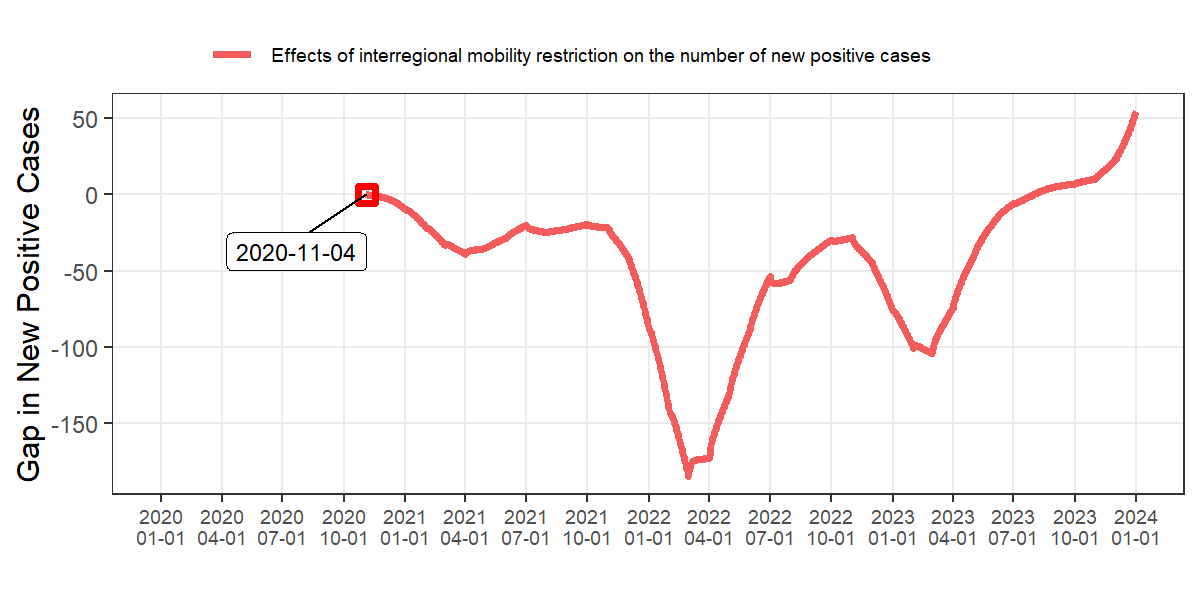 Effects of interregional mobility restriction on the number of new positive cases
Gap in New Positive Cases
50
0
-50
-100
-150
2020-11-04
2020 2020 2020 2020 2021 2021 2021 2021 2022 2022 2022 2022 2023 2023 2023 2023 2024
01-01 04-01 07-01 10-01 01-01 04-01 07-01 10-01 01-01 04-01 07-01 10-01 01-01 04-01 07-01 10-01 01-01